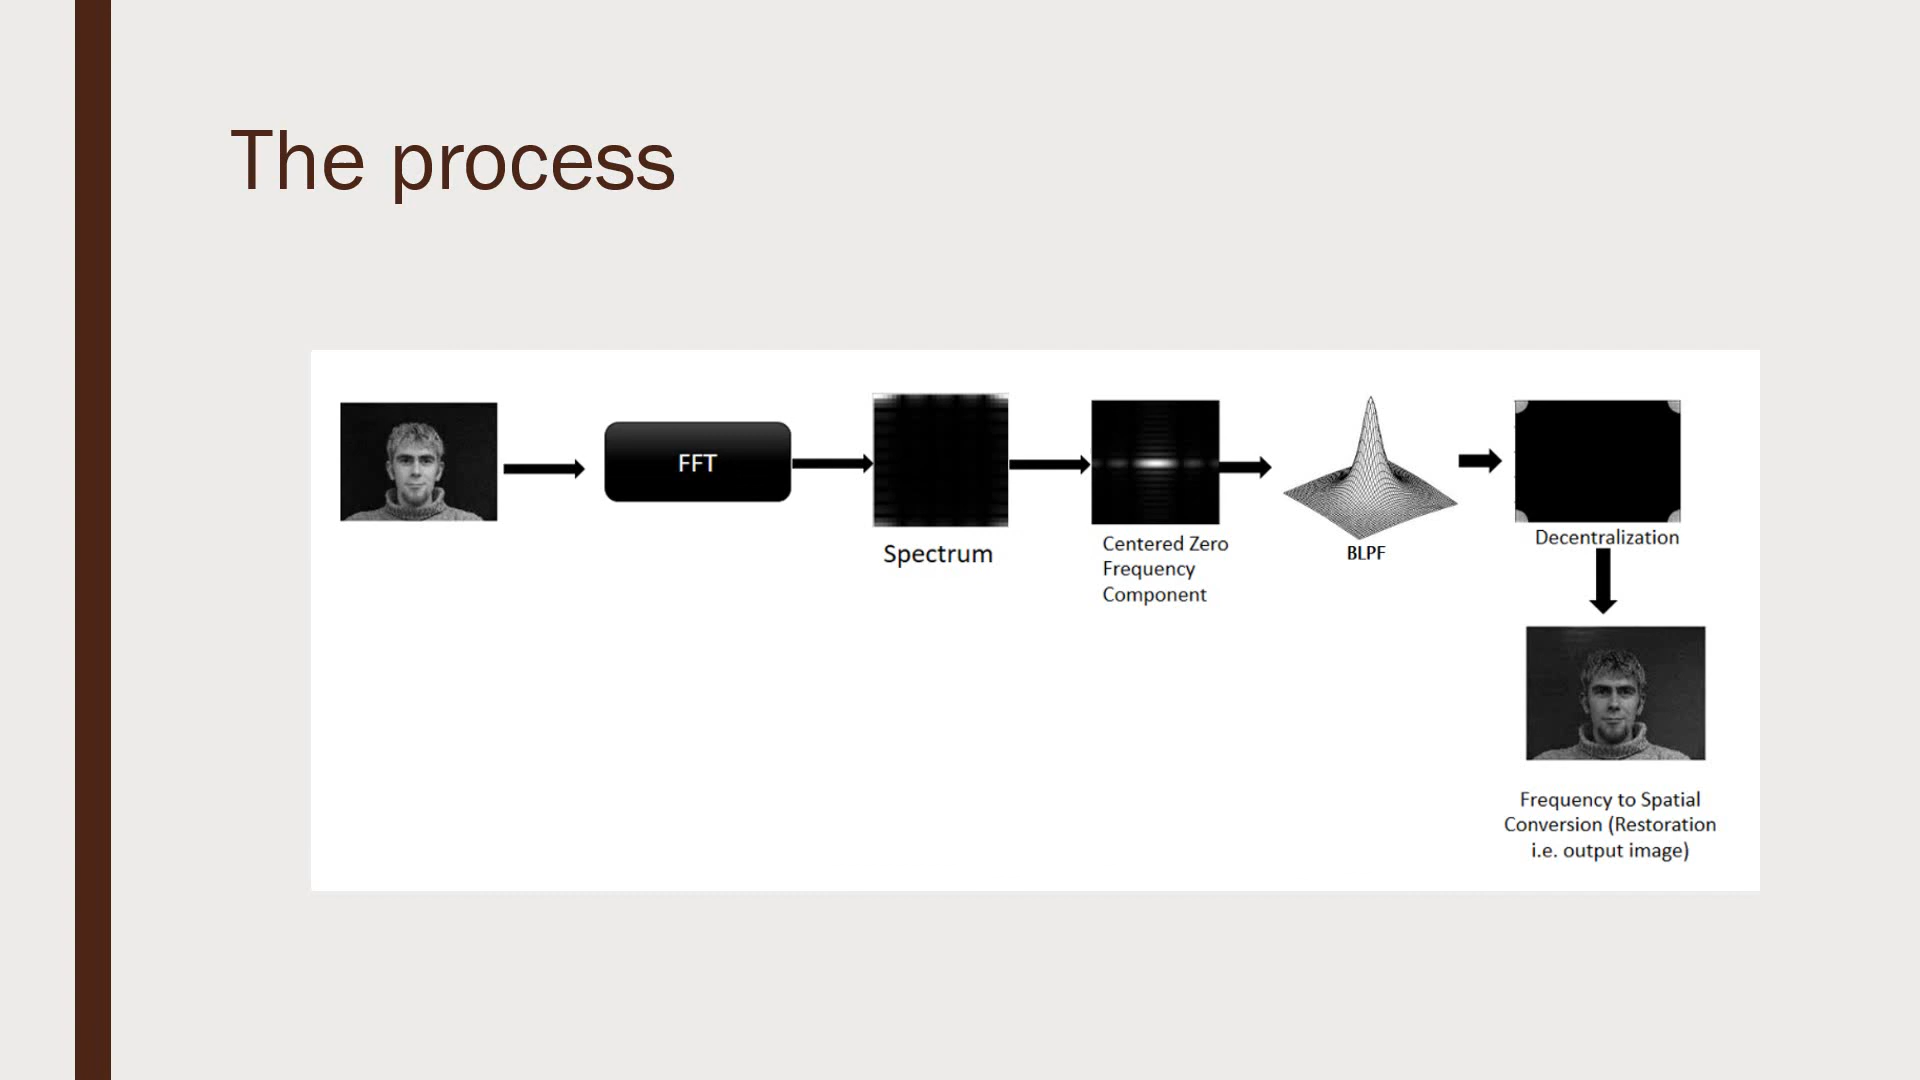 The process
FFT
Spectrum
Centered Zero
Frequency
Component
BLPF
Decentralization
Frequency to Spatial
Conversion (Restoration
i.e. output image)